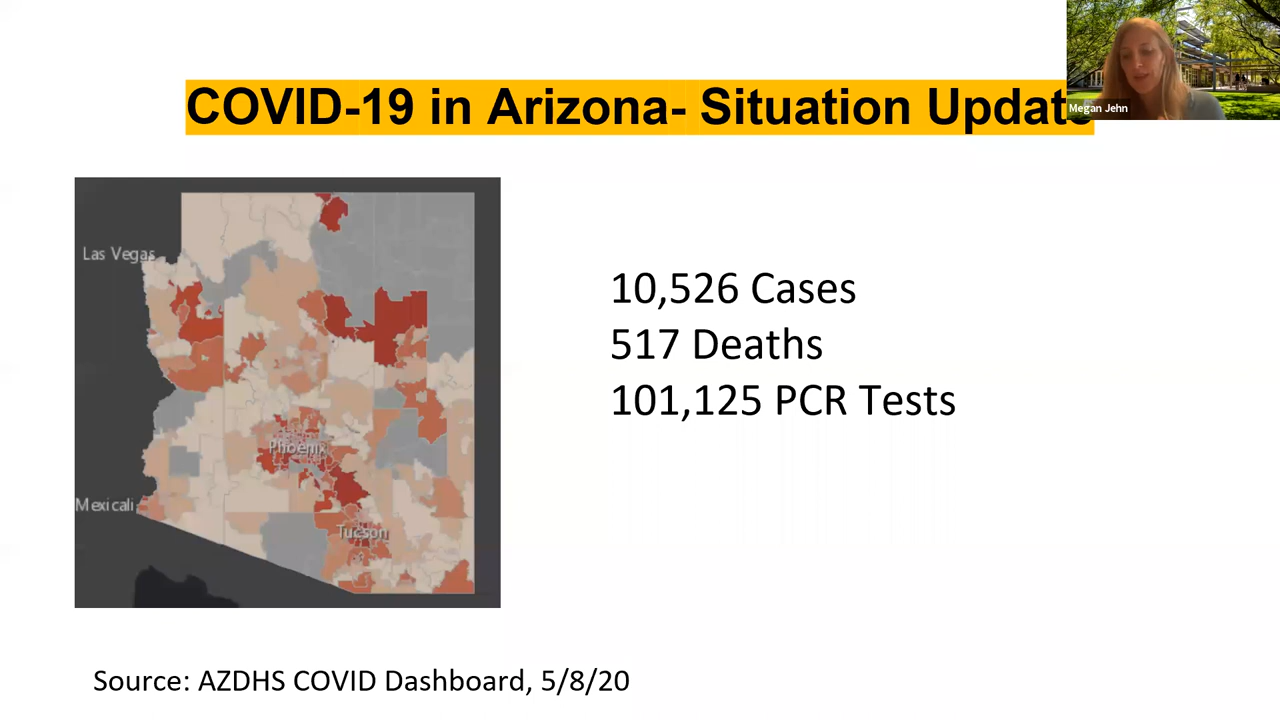 COVID-19 in Arizona- Situation Update
Megan Jehn
Las Vegas
Phoenix
Mexicali
Tucson
10,526 Cases
517 Deaths
101,125 PCR Tests
Source: AZDHS COVID Dashboard, 5/8/20